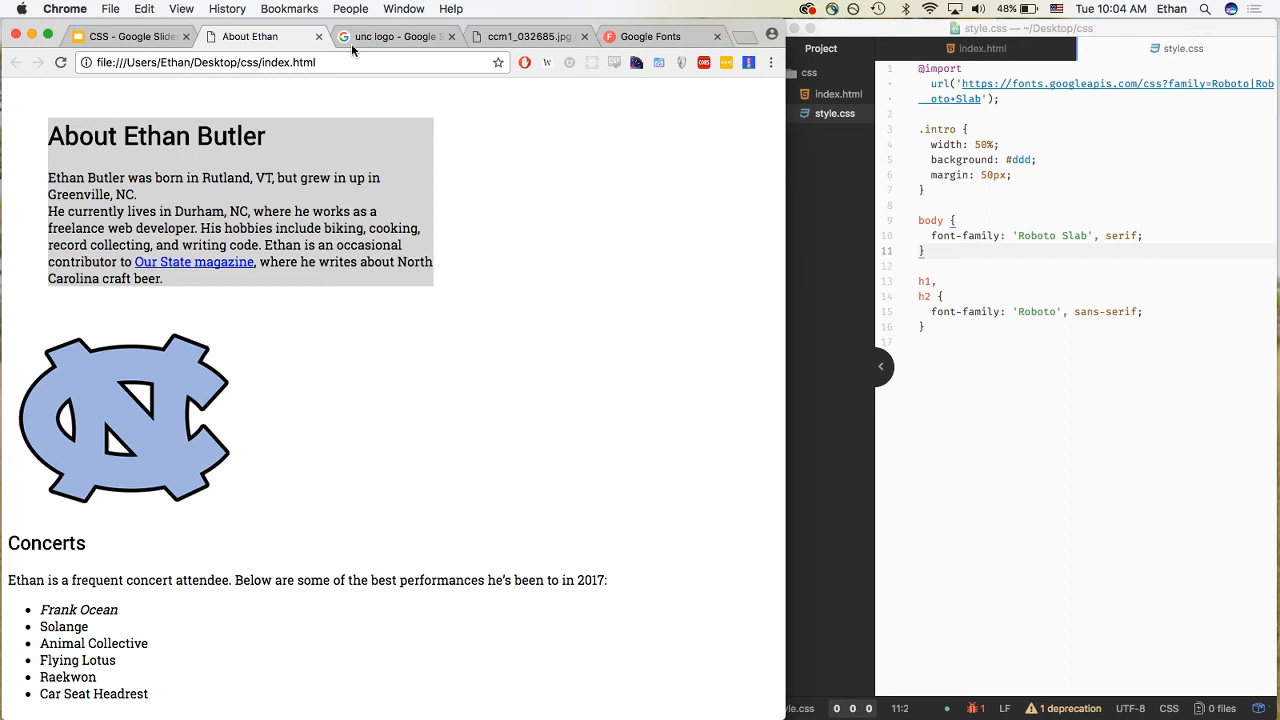 Chrome File Edit View History Bookmarks People Window Help 48% Tue 10:04 AM Ethan
C3 - CSS - Google Slides About Ethan unc logo - Google S ctm1_032685.jpg Google Fonts
file:///Users/Ethan/Desktop/css/index.html
About Ethan Butler
Ethan Butler was born in Rutland, VT, but grew in up in
Greenville, NC.
He currently lives in Durham, NC, where he works as a
freelance web developer. His hobbies include biking, cooking,
record collecting, and writing code. Ethan is an occasional
contributor to Our State magazine, where he writes about North
Carolina craft beer.
NC
Concerts
Ethan is a frequent concert attendee. Below are some of the best performances he's been to in 2017:
Frank Ocean
Solange
Animal Collective
Flying Lotus
Raekwon
Car Seat Headrest
style.css — ~/Desktop/css
Project
css
index.html
style.css
index.html style.css
1 @import
url('https://fonts.googleapis.com/css?family=Roboto|Rob
oto+Slab');
2
3 .intro {
4 width: 50%;
5 background: #ddd;
6 margin: 50px;
7 }
8
9 body {
10 font-family: 'Roboto Slab', serif;
11 }
12
13 h1,
14 h2 {
15 font-family: 'Roboto', sans-serif;
16 }
17
yle.css 0 0 0 11:2 1 1 deprecation LF UTF-8 CSS 0 files